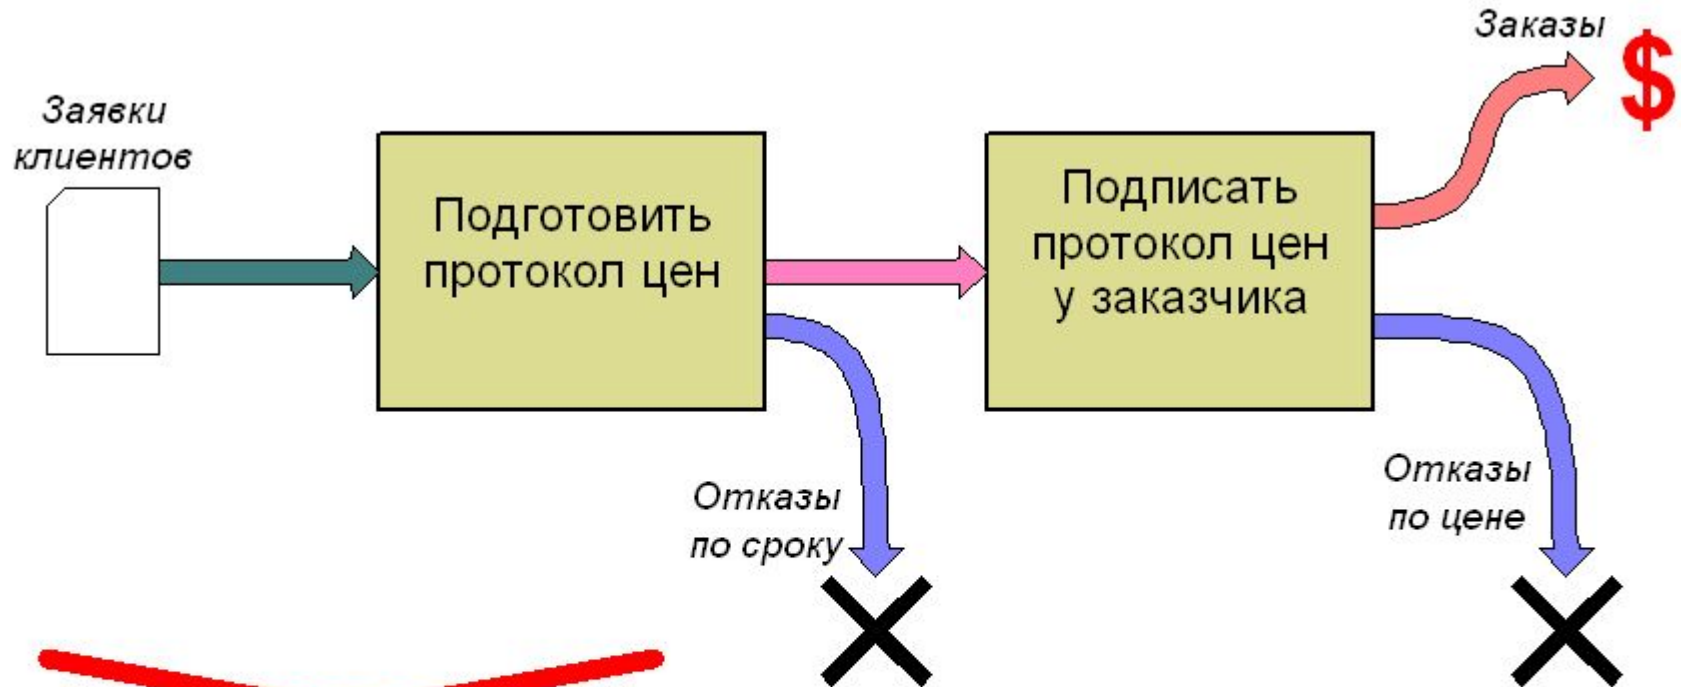 Заявки
клиентов
Подготовить
протокол цен
Подписать
протокол цен
у заказчика
Заказы
$
Отказы
по сроку
Отказы
по цене